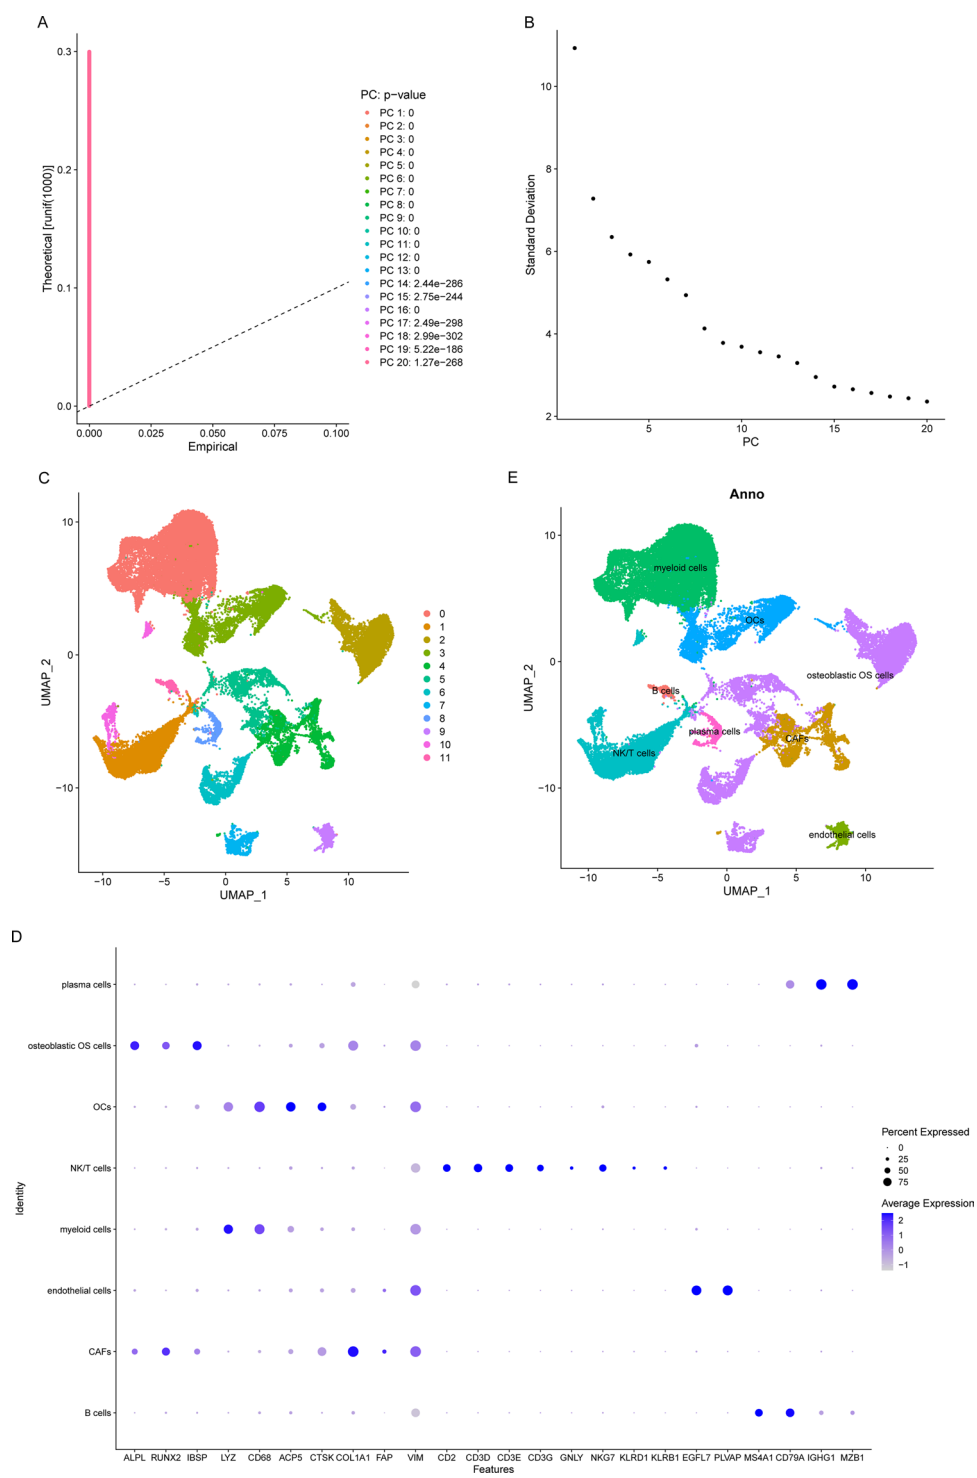 A
Theoretical [runif(1000)]
0.3
0.2
0.1
0.0
0.000 0.025 0.050 0.075 0.100
Empirical
PC: p−value
PC 1: 0
PC 2: 0
PC 3: 0
PC 4: 0
PC 5: 0
PC 6: 0
PC 7: 0
PC 8: 0
PC 9: 0
PC 10: 0
PC 11: 0
PC 12: 0
PC 13: 0
PC 14: 2.44e−286
PC 15: 2.75e−244
PC 16: 0
PC 17: 2.49e−298
PC 18: 2.99e−302
PC 19: 5.22e−186
PC 20: 1.27e−268
B
Standard Deviation
10
8
6
4
2
5 10 15 20
PC
C
UMAP_2
10
0
−10
−10 −5 0 5 10
UMAP_1
0
1
2
3
4
5
6
7
8
9
10
11
E
Anno
UMAP_2
10
0
−10
myeloid cells
OCs
osteoblastic OS cells
B cells
plasma cells
CAFs
NK/T cells
endothelial cells
−10 −5 0 5 10
UMAP_1
D
Identity
plasma cells
osteoblastic OS cells
OCs
NK/T cells
myeloid cells
endothelial cells
CAFs
B cells
ALPL RUNX2 IBSP LYZ CD68 ACP5 CTSK COL1A1 FAP VIM CD2 CD3D CD3E CD3G GNLY NKG7 KLRD1 KLRB1 EGFL7 PLVAP MS4A1 CD79A IGHG1 MZB1
Features
Percent Expressed
0
25
50
75
Average Expression
2
1
0
−1